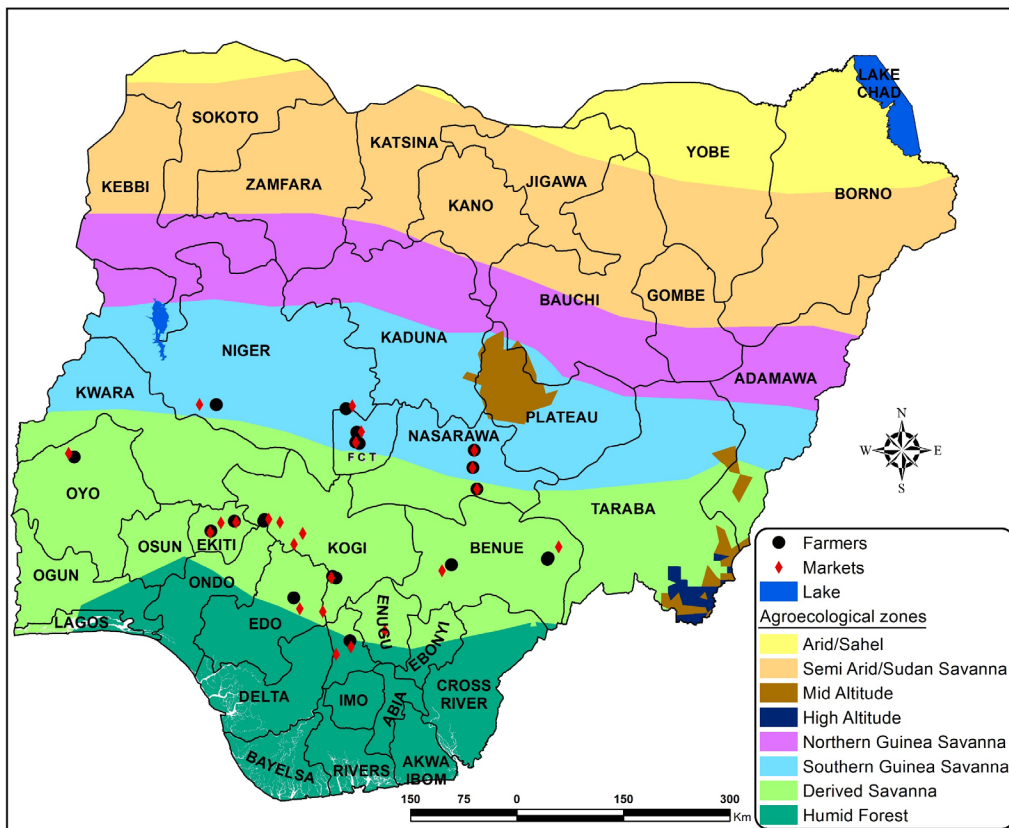 LAKE
CHAD
SOKOTO
KATSINA
YOBE
KEBBI
ZAMFARA
JIGAWA
BORNO
KANO
BAUCHI
GOMBE
KADUNA
NIGER
ADAMAWA
KWARA
PLATEAU
NASARAWA
F C T
N
W
E
S
OYO
TARABA
OSUN
EKITI
KOGI
BENUE
OGUN
ONDO
LAGOS
EDO
ENUGU
EBONYI
DELTA
IMO
ABIA
CROSS
RIVER
BAYELSA
RIVERS
AKWA
IBOM
Farmers
Markets
Lake
Agroecological zones
Arid/Sahel
Semi Arid/Sudan Savanna
Mid Altitude
High Altitude
Northern Guinea Savanna
Southern Guinea Savanna
Derived Savanna
Humid Forest
150 75 0 150 300
Km